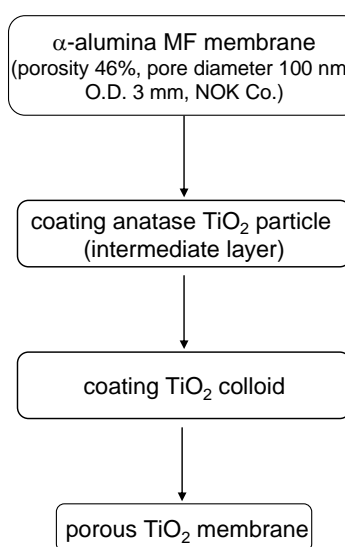 α-alumina MF membrane
(porosity 46%, pore diameter 100 nm
O.D. 3 mm, NOK Co.)
coating anatase TiO₂ particle
(intermediate layer)
coating TiO₂ colloid
porous TiO₂ membrane